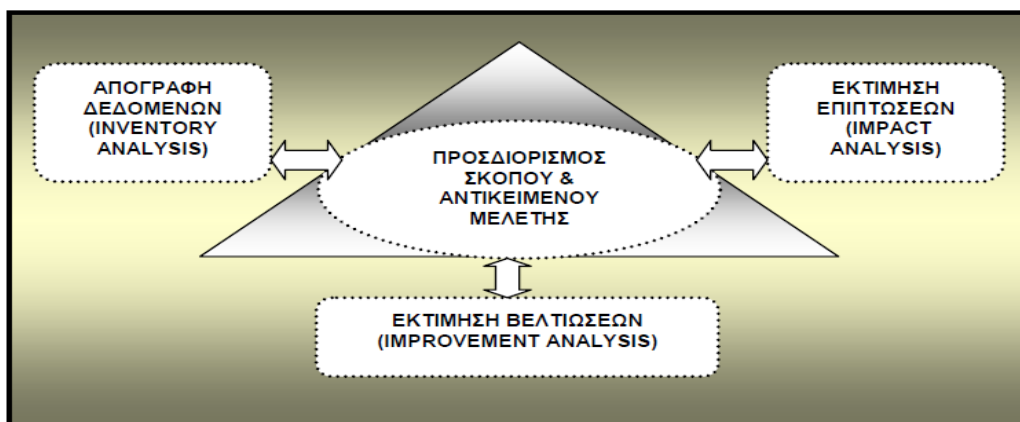 ΑΠΟΓΡΑΦΗ
ΔΕΔΟΜΕΝΩΝ
(INVENTORY
ANALYSIS)
ΕΚΤΙΜΗΣΗ
ΕΠΙΠΤΩΣΕΩΝ
(IMPACT
ANALYSIS)
ΠΡΟΣΔΙΟΡΙΣΜΟΣ
ΣΚΟΠΟΥ &
ΑΝΤΙΚΕΙΜΕΝΟΥ
ΜΕΛΕΤΗΣ
ΕΚΤΙΜΗΣΗ ΒΕΛΤΙΩΣΕΩΝ
(IMPROVEMENT ANALYSIS)